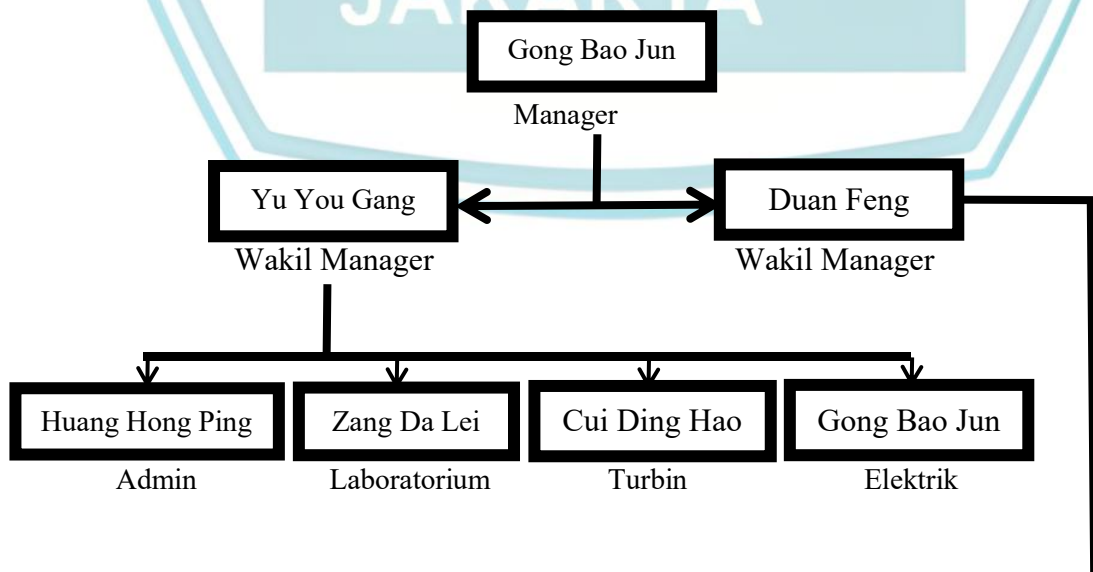 JAKARTA
Gong Bao Jun
Manager
Yu You Gang
Duan Feng
Wakil Manager
Wakil Manager
Huang Hong Ping
Zang Da Lei
Cui Ding Hao
Gong Bao Jun
Admin
Laboratorium
Turbin
Elektrik